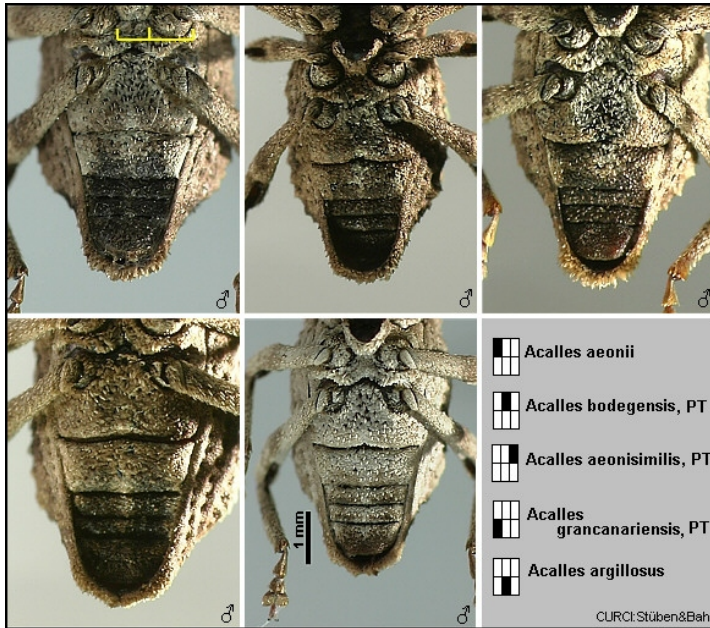 ♂
♂
♂
♂
1 mm
♂
Acalles aeonii
Acalles bodegensis, PT
Acalles aeonisimilis, PT
Acalles
grancanariensis, PT
Acalles argillosus
CURCI:Stüben&Bah